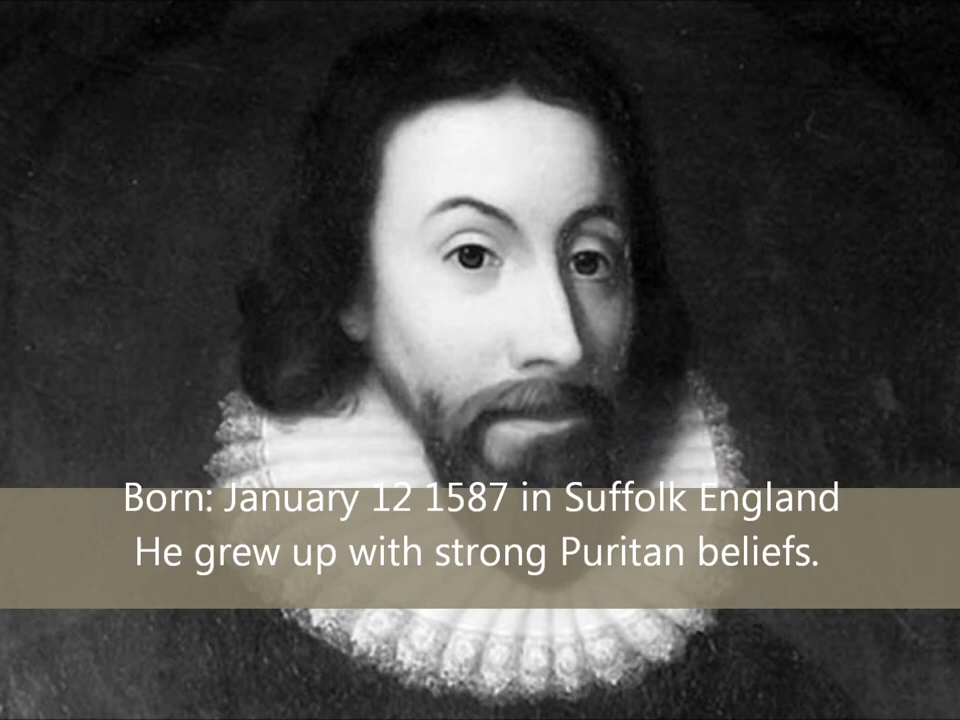 Born: January 12 1587 in Suffolk England
He grew up with strong Puritan beliefs.